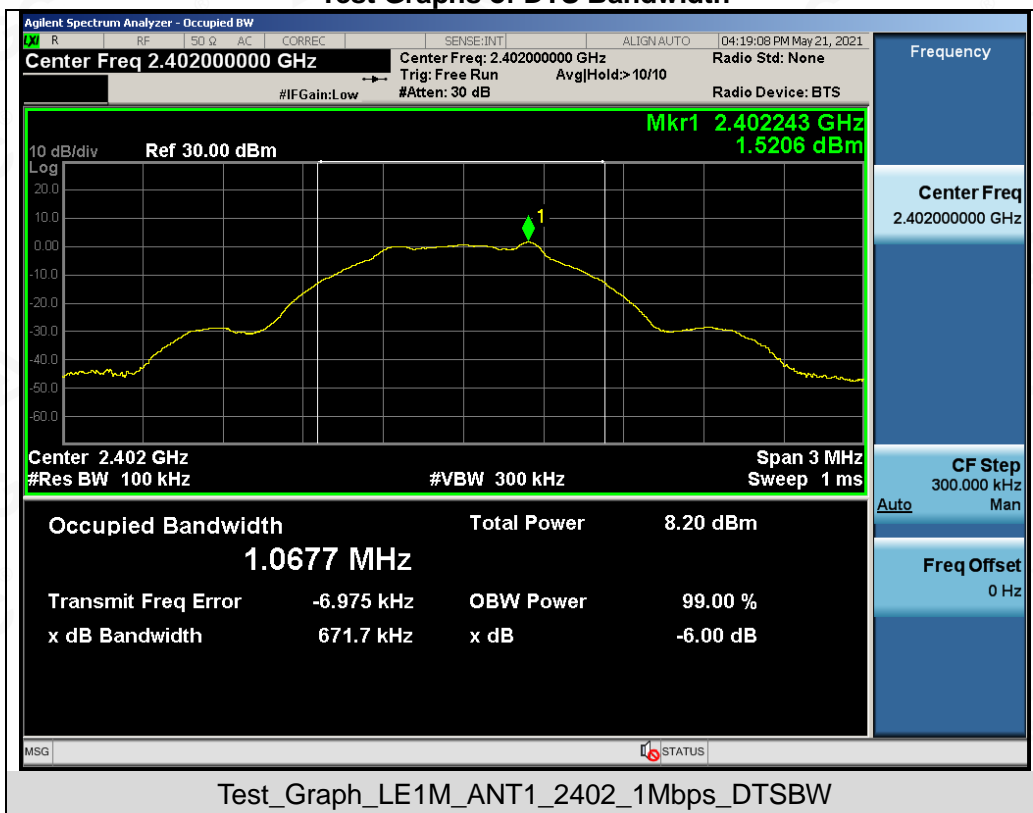 Test Graphs of DTS Bandwidth
Agilent Spectrum Analyzer - Occupied BW
LXI R RF 50 Ω AC CORREC SENSE:INT ALIGN AUTO 04:19:08 PM May 21, 2021
Center Freq 2.402000000 GHz
Center Freq: 2.402000000 GHz
Radio Std: None
Trig: Free Run Avg|Hold:> 10/10
#IFGain:Low
#Atten: 30 dB
Radio Device: BTS
Frequency
Mkr1 2.402243 GHz
1.5206 dBm
10 dB/div Ref 30.00 dBm
Log
20.0
10.0
0.00
-10.0
-20.0
-30.0
-40.0
-50.0
-60.0
1
Center 2.402 GHz Span 3 MHz
#Res BW 100 kHz #VBW 300 kHz Sweep 1 ms
Center Freq
2.402000000 GHz
CF Step
300.000 kHz
Auto Man
Freq Offset
0 Hz
Occupied Bandwidth Total Power 8.20 dBm
1.0677 MHz
Transmit Freq Error -6.975 kHz OBW Power 99.00 %
x dB Bandwidth 671.7 kHz x dB -6.00 dB
MSG STATUS
Test_Graph_LE1M_ANT1_2402_1Mbps_DTSBW